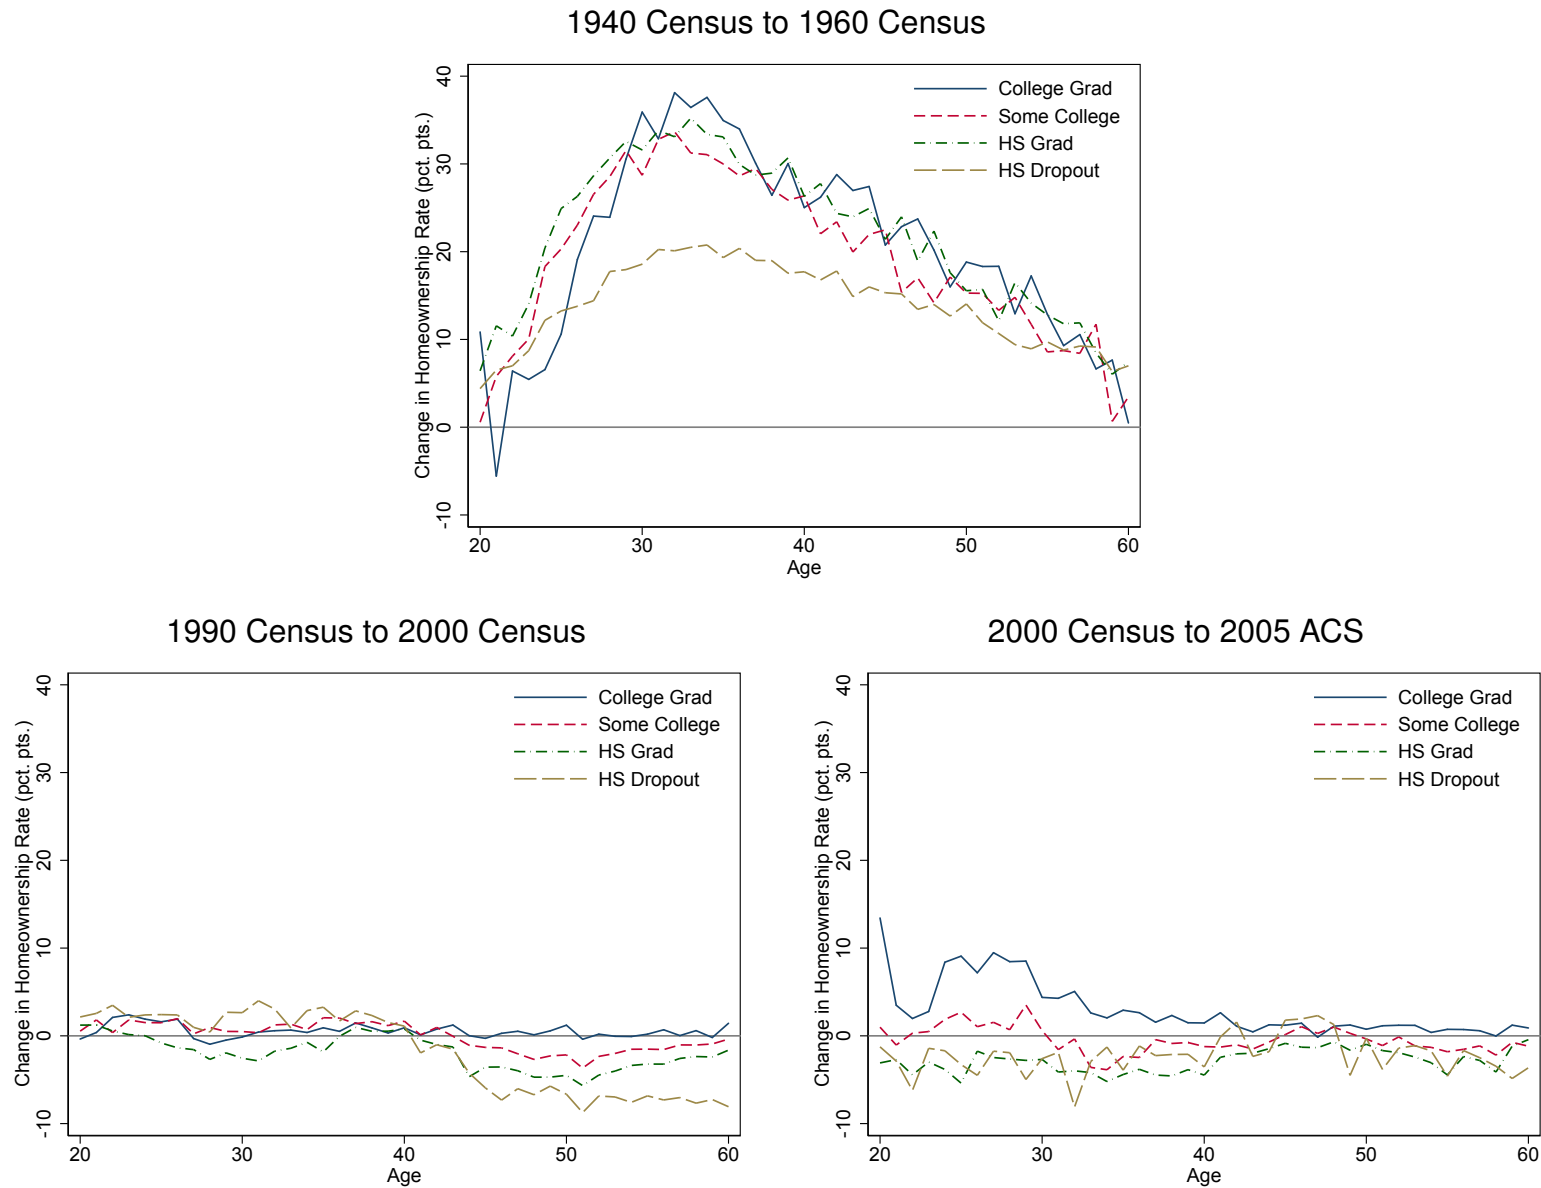 1940 Census to 1960 Census
Change in Homeownership Rate (pct. pts.)
40
30
20
10
0
-10
College Grad
Some College
HS Grad
HS Dropout
20 30 40 50 60
Age
1990 Census to 2000 Census
Change in Homeownership Rate (pct. pts.)
40
30
20
10
0
-10
College Grad
Some College
HS Grad
HS Dropout
20 30 40 50 60
Age
2000 Census to 2005 ACS
Change in Homeownership Rate (pct. pts.)
40
30
20
10
0
-10
College Grad
Some College
HS Grad
HS Dropout
20 30 40 50 60
Age